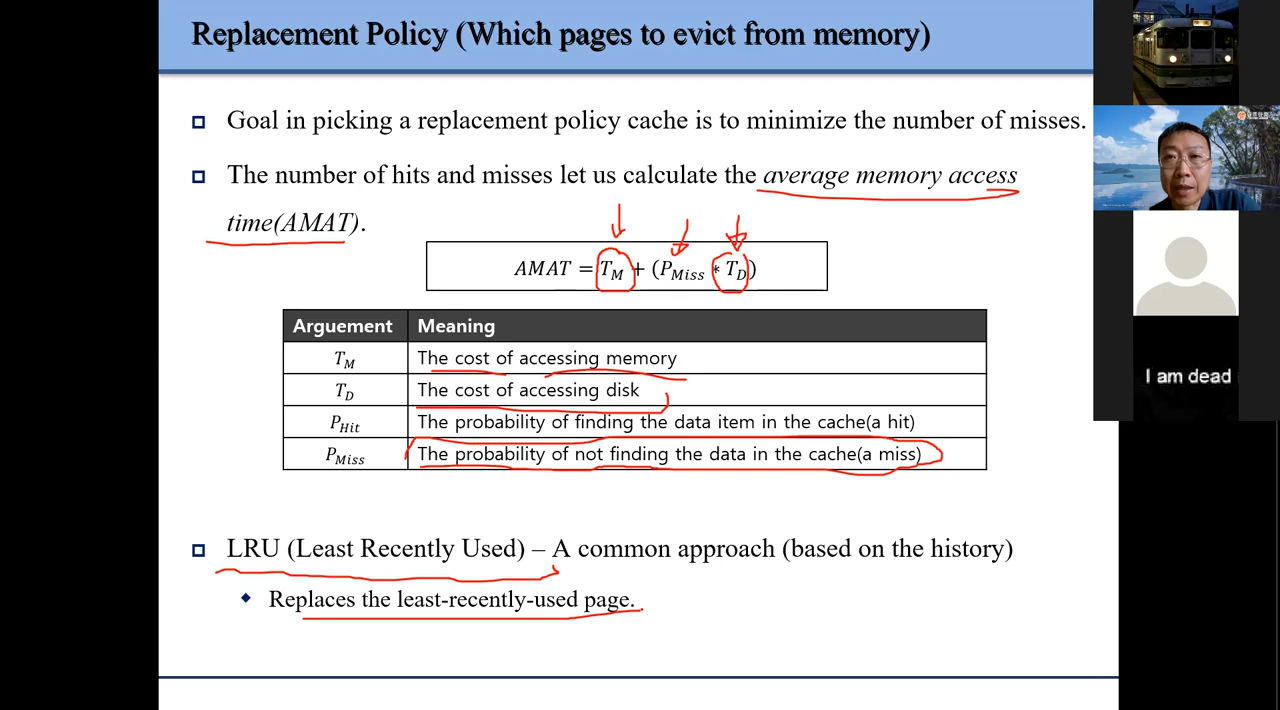 Replacement Policy (Which pages to evict from memory)
Goal in picking a replacement policy cache is to minimize the number of misses.
The number of hits and misses let us calculate the average memory access
time(AMAT).
AMAT = T_M + (P_Miss * T_D)
Arguement Meaning
T_M The cost of accessing memory
T_D The cost of accessing disk
P_Hit The probability of finding the data item in the cache(a hit)
P_Miss The probability of not finding the data in the cache(a miss)
LRU (Least Recently Used) – A common approach (based on the history)
Replaces the least-recently-used page.
I am dead